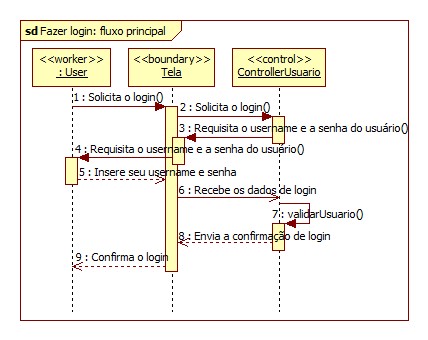 sd Fazer login: fluxo principal
<<worker>>
: User
<<boundary>>
Tela
<<control>>
ControllerUsuario
1 : Solicita o login()
2 : Solicita o login()
3 : Requisita o username e a senha do usuário()
4 : Requisita o username e a senha do usuário()
5 : Insere seu username e senha
6 : Recebe os dados de login
7 : validarUsuario()
8 : Envia a confirmação de login
9 : Confirma o login